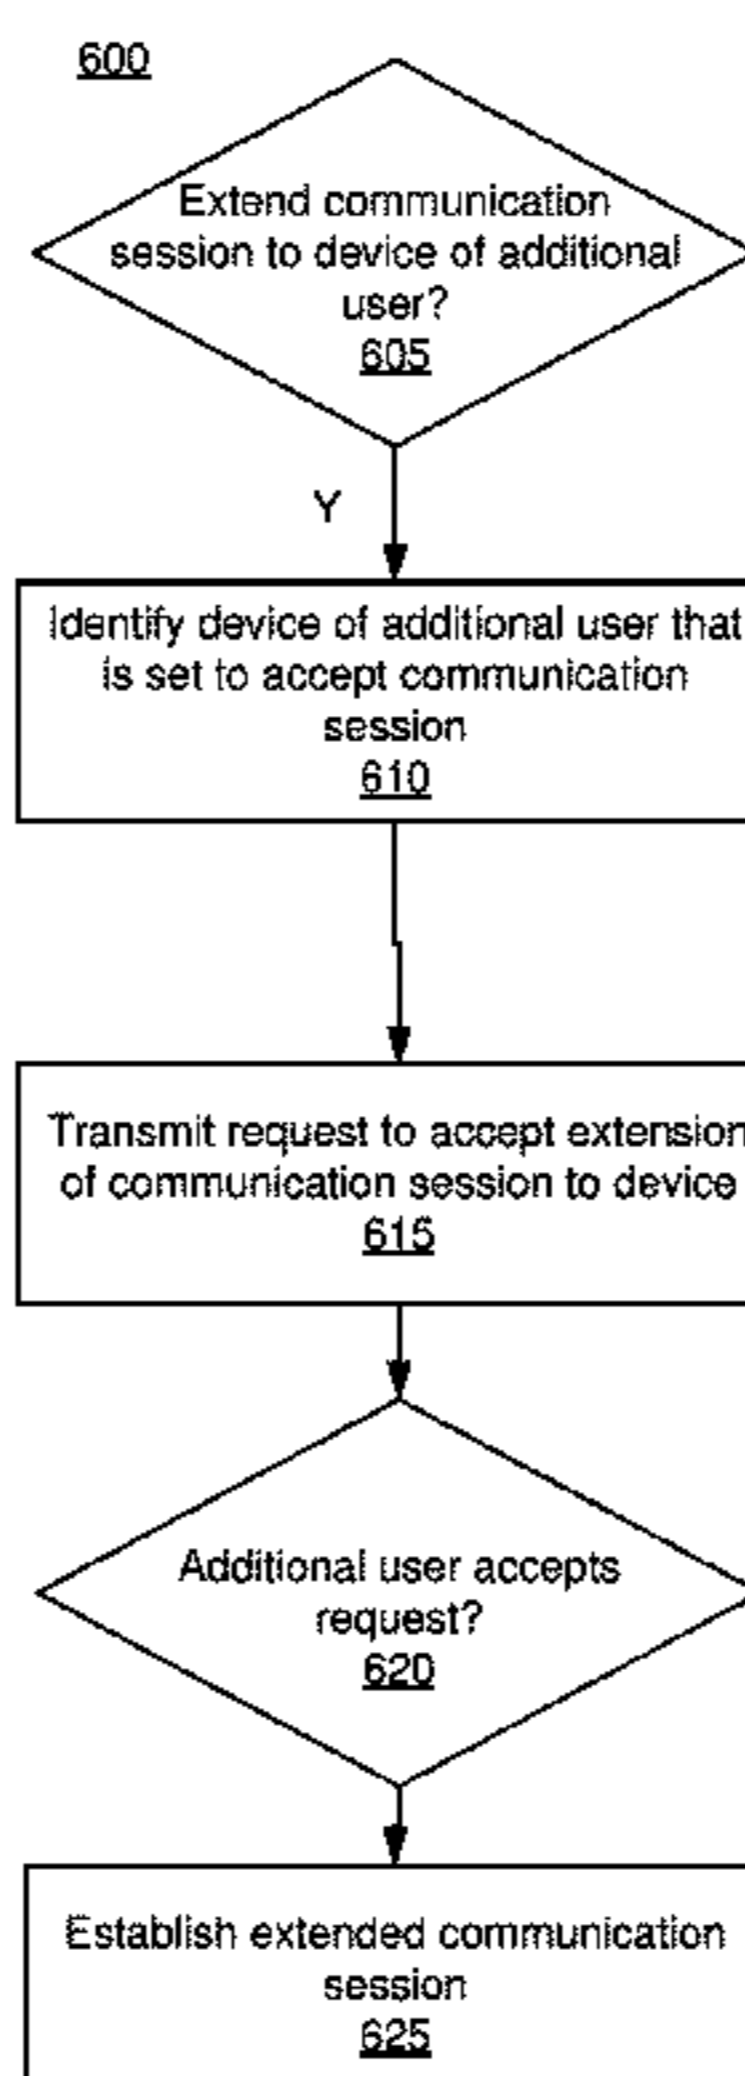 600
Extend communication
session to device of additional
user?
605
Y
Identify device of additional user that
is set to accept communication
session
610
Transmit request to accept extension
of communication session to device
615
Additional user accepts
request?
620
Establish extended communication
session
625